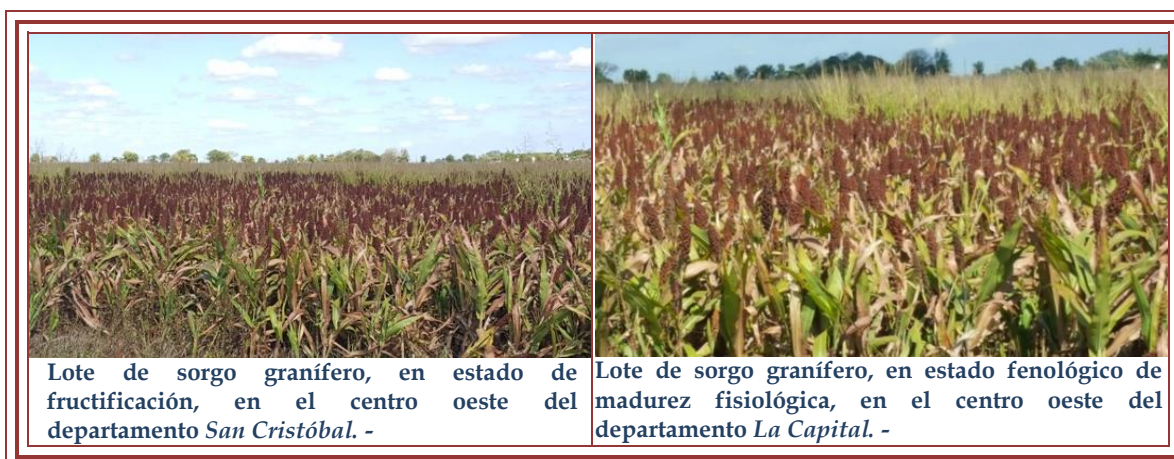 Lote de sorgo granífero, en estado de
fructificación, en el centro oeste del
departamento San Cristóbal. -
Lote de sorgo granífero, en estado fenológico de
madurez fisiológica, en el centro oeste del
departamento La Capital. -